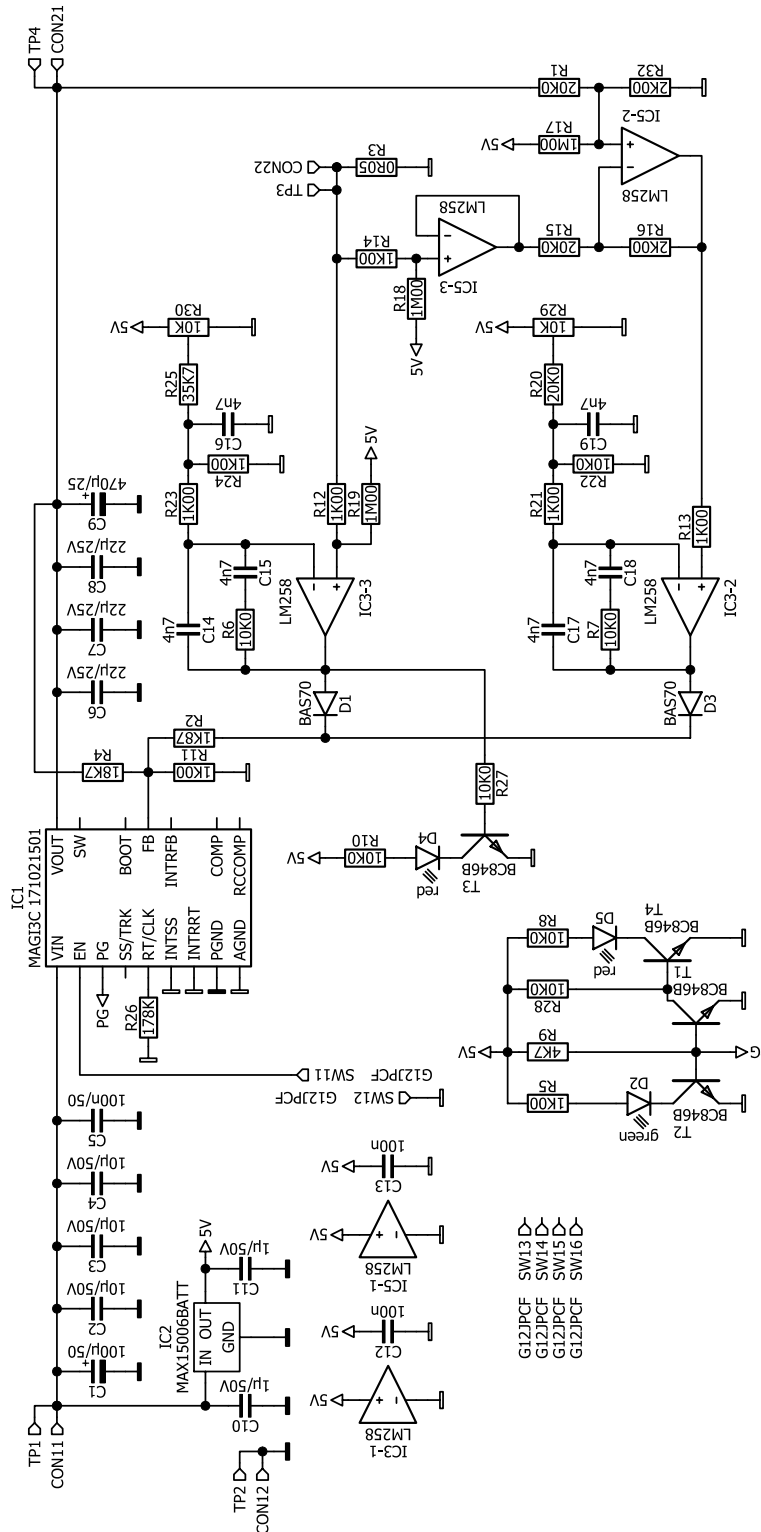 TP4
CON21
R1
20K0
R32
2K00
R17
1M00
5V
IC5-2
LM258
CON22
TP3
R3
0R05
R14
1K00
LM258
IC5-3
R18
1M00
5V
R15
20K0
R16
2K00
5V
R30
10K
R25
35K7
4n7
C16
R24
1K00
R23
1K00
5V
R29
10K
R20
20K0
4n7
C19
R22
10K0
R21
1K00
R12
1K00
R19
1M00
5V
R13
1K00
470µ/25
C9
22µ/25V
C8
22µ/25V
C7
22µ/25V
C6
4n7
C14
4n7
C15
R6
10K0
LM258
IC3-3
4n7
C17
4n7
C18
R7
10K0
LM258
IC3-2
BAS70
D1
BAS70
D3
R2
1K87
R4
18K7
R11
1K00
R27
10K0
IC1
MAGI3C 171021501
VIN
EN
PG
SS/TRK
RT/CLK
INTSS
INTRRT
PGND
AGND
VOUT
SW
BOOT
FB
INTRFB
COMP
RCCOMP
PG
R26
178K
5V
R10
10K0
D4
red
T3
BC846B
SW11 G12JPCF
SW12 G12JPCF
5V
R8
10K0
D5
red
T4
BC846B
R28
10K0
T1
BC846B
R9
4K7
G
R5
1K00
D2
green
T2
BC846B
100n/50
C5
10µ/50V
C4
10µ/50V
C3
10µ/50V
C2
100µ/50
C1
IC2
MAX15006BATT
IN OUT
GND
5V
1µ/50V
C11
1µ/50V
C10
5V
100n
C13
5V
IC5-1
LM258
5V
100n
C12
5V
IC3-1
LM258
G12JPCF SW13
G12JPCF SW14
G12JPCF SW15
G12JPCF SW16
TP1
CON11
TP2
CON12